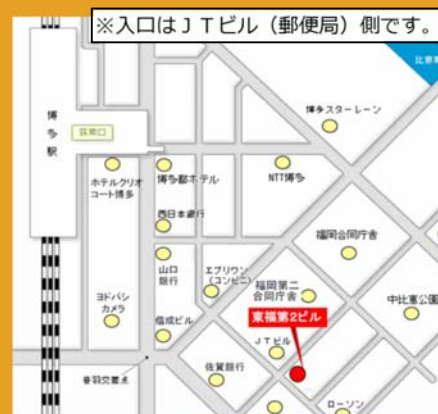 ※入口はＪＴビル（郵便局）側です。
博多駅
筑紫口
博多スターレーン
ホテルクリオ
コート博多
博多都ホテル
NTT博多
西日本銀行
福岡合同庁舎
山口
銀行
エブリワン
（コンビニ）
福岡第二
合同庁舎
中比恵公園
ヨドバシ
カメラ
東福第2ビル
ＪＴビル
音羽交差点
佐賀銀行
ローソン